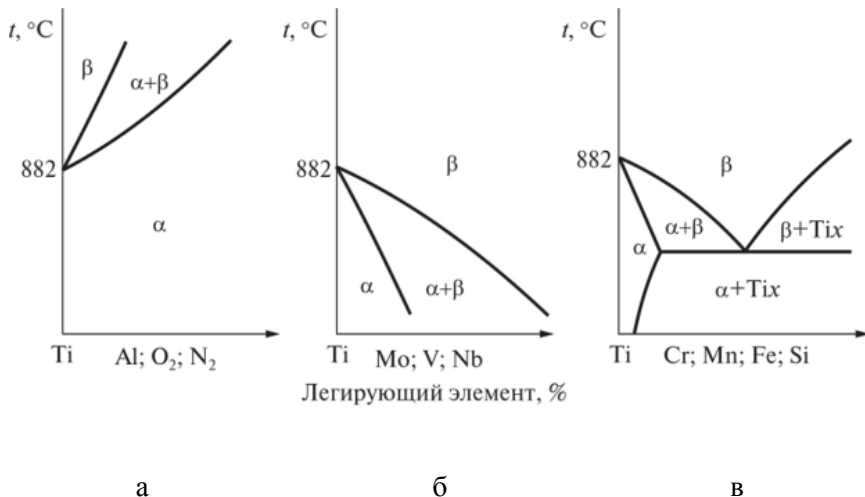 t, °C
β
α+β
882
α
Ti
Al; O₂; N₂
t, °C
β
882
α
α+β
Ti
Mo; V; Nb
t, °C
β
882
α+β
β+Tix
α
α+Tix
Ti
Cr; Mn; Fe; Si
Легирующий элемент, %
а
б
в